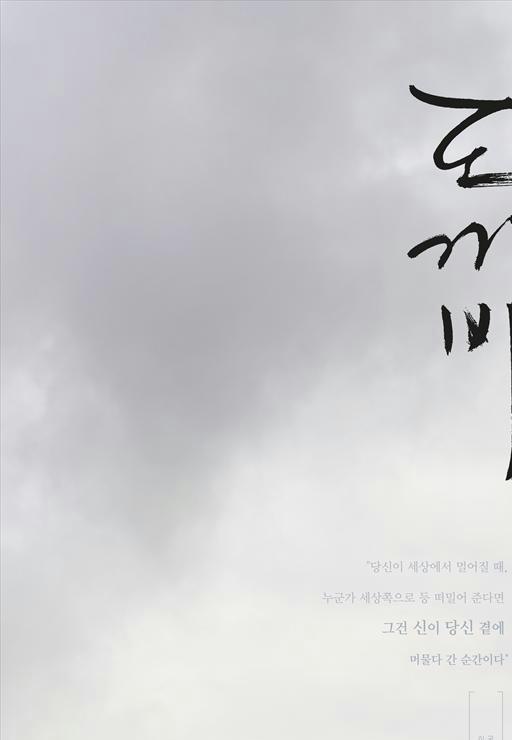 도
깨
비
"당신이 세상에서 멀어질 때,
누군가 세상쪽으로 등 떠밀어 준다면
그건 신이 당신 곁에
머물다 간 순간이다"